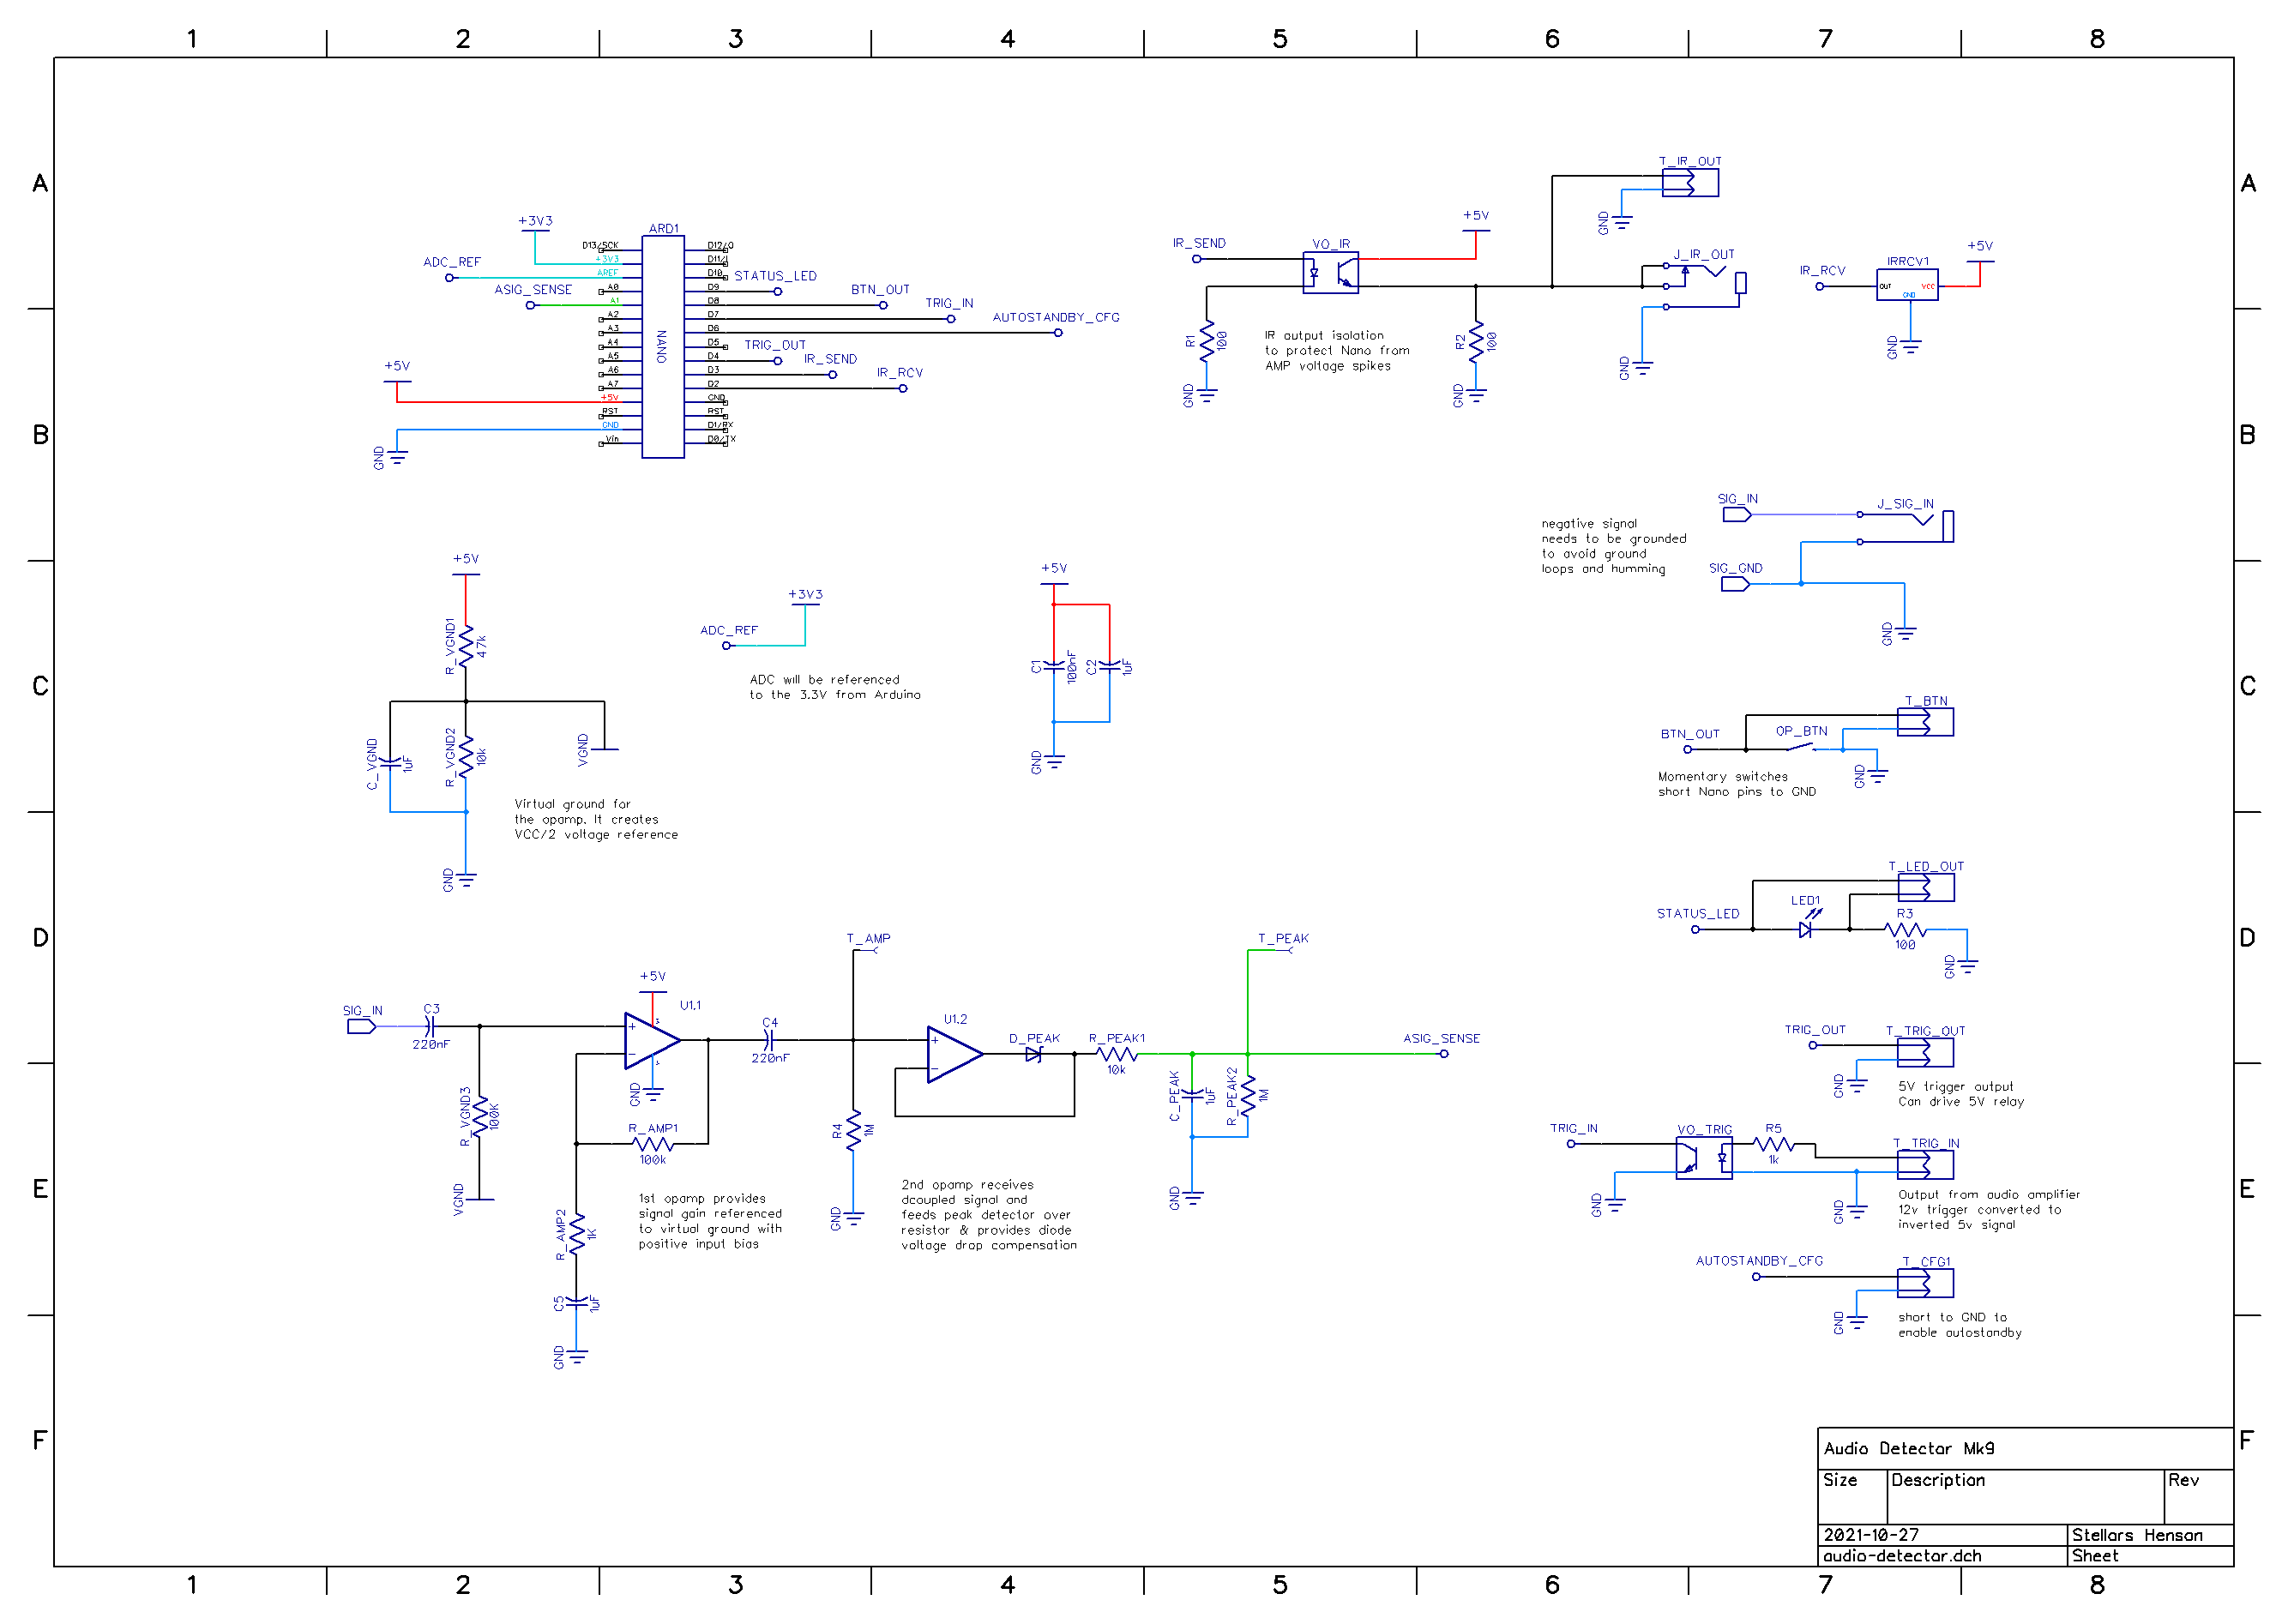 1 2 3 4 5 6 7 8
A
A
T_IR_OUT
GND
+3V3
ADC_REF
ASIG_SENSE
ARD1
NANO
D13/SCK
+3V3
AREF
A0
A1
A2
A3
A4
A5
A6
A7
+5V
RST
GND
Vin
D12/O
D11/I
D10
D9
D8
D7
D6
D5
D4
D3
D2
GND
RST
D1/RX
D0/TX
STATUS_LED
BTN_OUT
TRIG_IN
AUTOSTANDBY_CFG
TRIG_OUT
IR_SEND
IR_RCV
+5V
GND
IR_SEND
VO_IR
+5V
R1
100
GND
IR output isolation
to protect Nano from
AMP voltage spikes
R2
100
GND
J_IR_OUT
GND
IR_RCV
IRRCV1
OUT
VCC
GND
+5V
GND
B
B
negative signal
needs to be grounded
to avoid ground
loops and humming
SIG_IN
J_SIG_IN
SIG_GND
GND
C
C
+5V
R_VGND1
47k
C_VGND
1uF
R_VGND2
10k
VGND
GND
Virtual ground for
the opamp. It creates
VCC/2 voltage reference
ADC_REF
+3V3
ADC will be referenced
to the 3.3V from Arduino
+5V
C1
100nF
C2
1uF
GND
T_BTN
BTN_OUT
OP_BTN
GND
Momentary switches
short Nano pins to GND
D
D
T_LED_OUT
STATUS_LED
LED1
R3
100
GND
SIG_IN
C3
220nF
R_VGND3
100K
VGND
+5V
U1.1
+
-
GND
R_AMP1
100k
R_AMP2
1K
C5
1uF
GND
1st opamp provides
signal gain referenced
to virtual ground with
positive input bias
C4
220nF
T_AMP
R4
1M
GND
U1.2
+
-
D_PEAK
R_PEAK1
10k
2nd opamp receives
dcoupled signal and
feeds peak detector over
resistor & provides diode
voltage drop compensation
T_PEAK
C_PEAK
1uF
R_PEAK2
1M
GND
ASIG_SENSE
TRIG_OUT
T_TRIG_OUT
GND
5V trigger output
Can drive 5V relay
E
E
TRIG_IN
VO_TRIG
R5
1k
T_TRIG_IN
GND
GND
Output from audio amplifier
12v trigger converted to
inverted 5v signal
AUTOSTANDBY_CFG
T_CFG1
GND
short to GND to
enable autostandby
F
F
Audio Detector Mk9
Size Description Rev
2021-10-27 Stellars Henson
audio-detector.dch Sheet
1 2 3 4 5 6 7 8